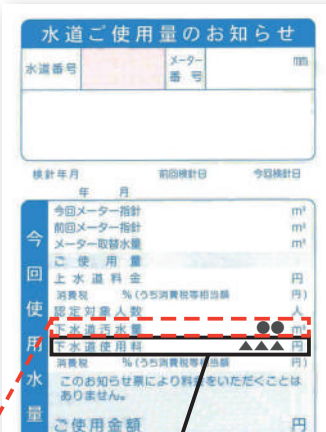 水道ご使用量のお知らせ
水道番号
メーター番号
mm
検針年月 前回検針日 今回検針日
年 月
今回使用水量
今回メーター指針 m³
前回メーター指針 m³
メーター取替水量 m³
ご使用量
上水道料金 円
消費税 %(うち消費税等相当額 円)
認定対象人数 人
下水道汚水量 ●● m³
下水道使用料 ▲▲▲ 円
消費税 %(うち消費税等相当額 円)
このお知らせ票により料金をいただくことはありません。
ご使用金額 円